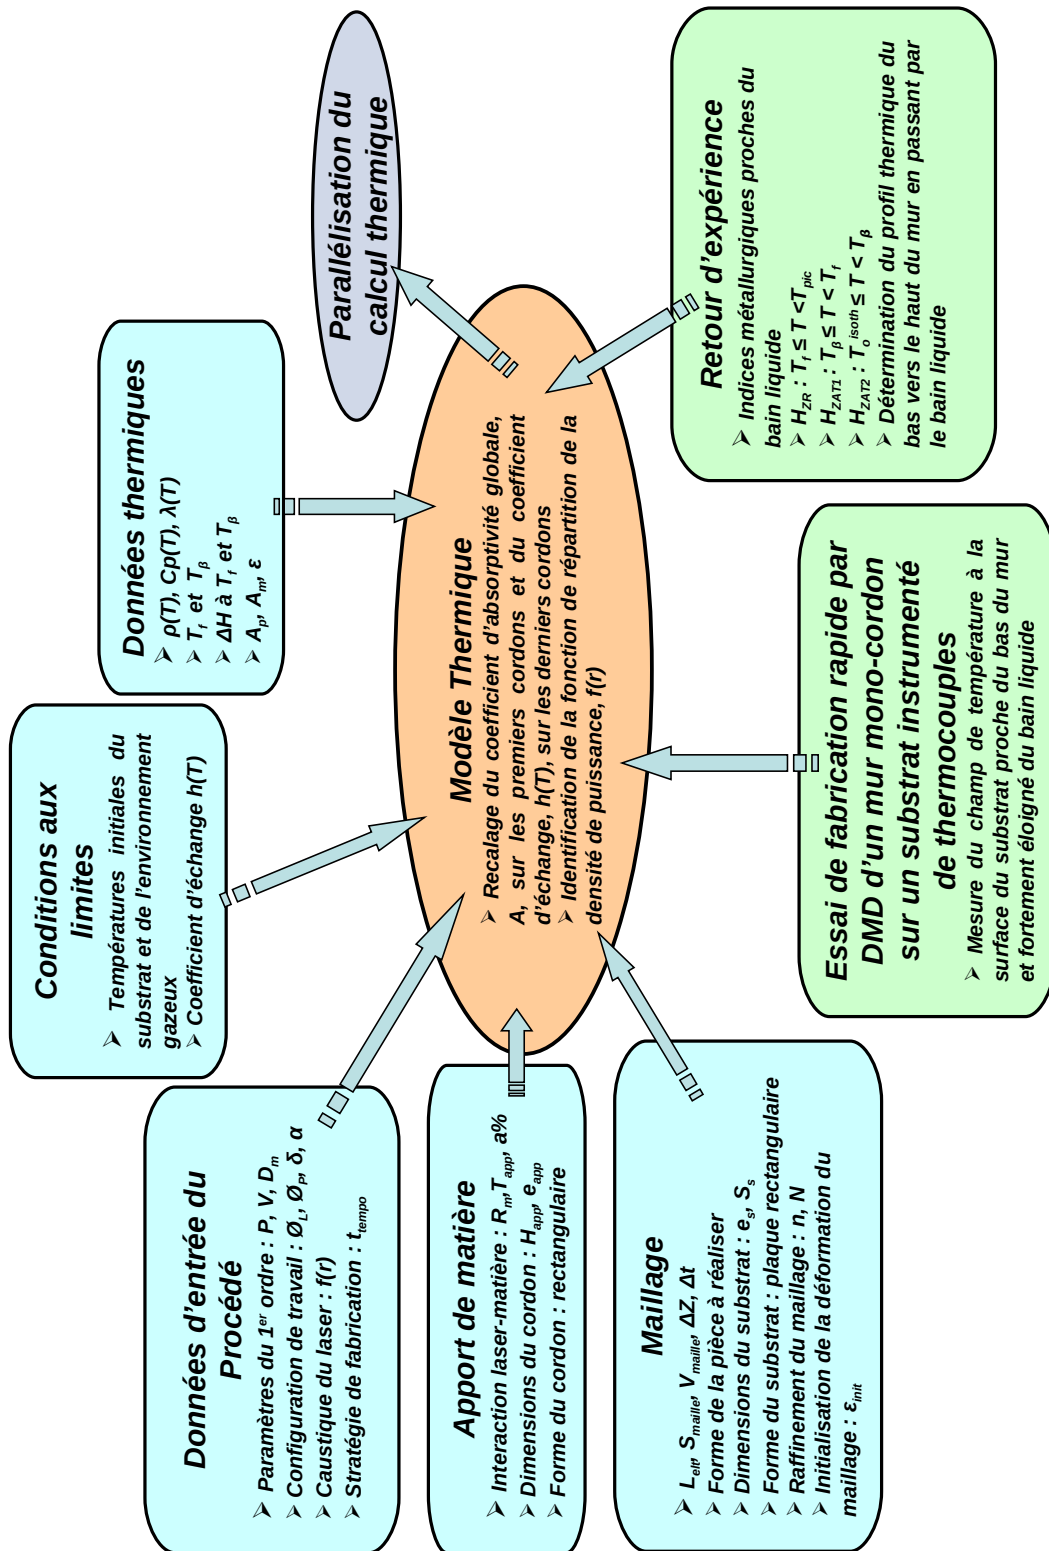 Données d'entrée du
Procédé
➢ Paramètres du 1er ordre : P, V, Dm
➢ Configuration de travail : ØL, ØP, δ, α
➢ Caustique du laser : f(r)
➢ Stratégie de fabrication : ttempo
Apport de matière
➢ Interaction laser-matière : Rm,Tapp, a%
➢ Dimensions du cordon : Happ, eapp
➢ Forme du cordon : rectangulaire
Maillage
➢ Lelt, Smaille, Vmaille, ΔZ, Δt
➢ Forme de la pièce à réaliser
➢ Dimensions du substrat : es, Ss
➢ Forme du substrat : plaque rectangulaire
➢ Raffinement du maillage : n, N
➢ Initialisation de la déformation du
maillage : εinit
Conditions aux
limites
➢ Températures initiales du
substrat et de l'environnement
gazeux
➢ Coefficient d'échange h(T)
Données thermiques
➢ ρ(T), Cp(T), λ(T)
➢ Tf et Tβ
➢ ΔH à Tf et Tβ
➢ Ap, Am, ε
Modèle Thermique
➢ Recalage du coefficient d'absorptivité globale,
A, sur les premiers cordons et du coefficient
d'échange, h(T), sur les derniers cordons
➢ Identification de la fonction de répartition de la
densité de puissance, f(r)
Essai de fabrication rapide par
DMD d'un mur mono-cordon
sur un substrat instrumenté
de thermocouples
➢ Mesure du champ de température à la
surface du substrat proche du bas du mur
et fortement éloigné du bain liquide
Parallélisation du
calcul thermique
Retour d'expérience
➢ Indices métallurgiques proches du
bain liquide
➢ HZR : Tf ≤ T <Tpic
➢ HZAT1 : Tβ ≤ T < Tf
➢ HZAT2 : To isoth ≤ T < Tβ
➢ Détermination du profil thermique du
bas vers le haut du mur en passant par
le bain liquide